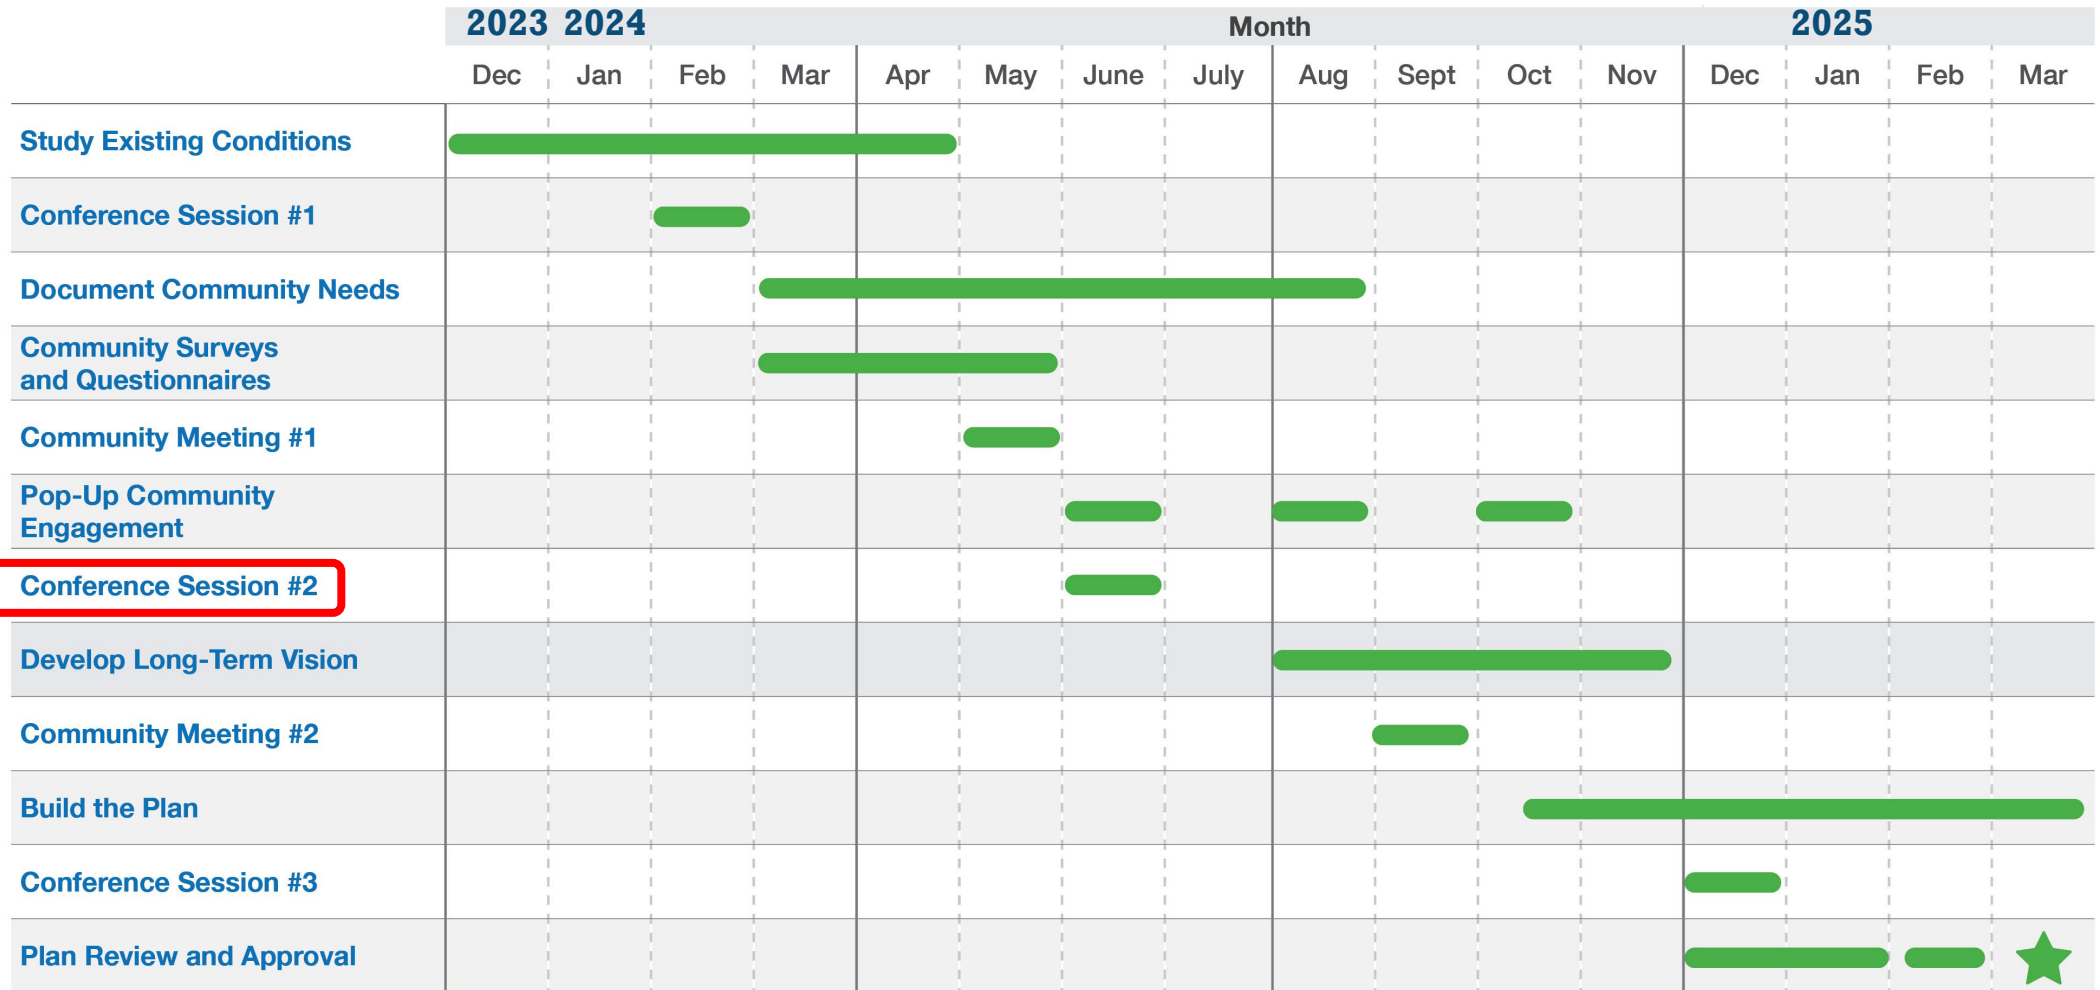 2023 2024 Month 2025
Dec Jan Feb Mar Apr May June July Aug Sept Oct Nov Dec Jan Feb Mar
Study Existing Conditions
Conference Session #1
Document Community Needs
Community Surveys
and Questionnaires
Community Meeting #1
Pop-Up Community
Engagement
Conference Session #2
Develop Long-Term Vision
Community Meeting #2
Build the Plan
Conference Session #3
Plan Review and Approval